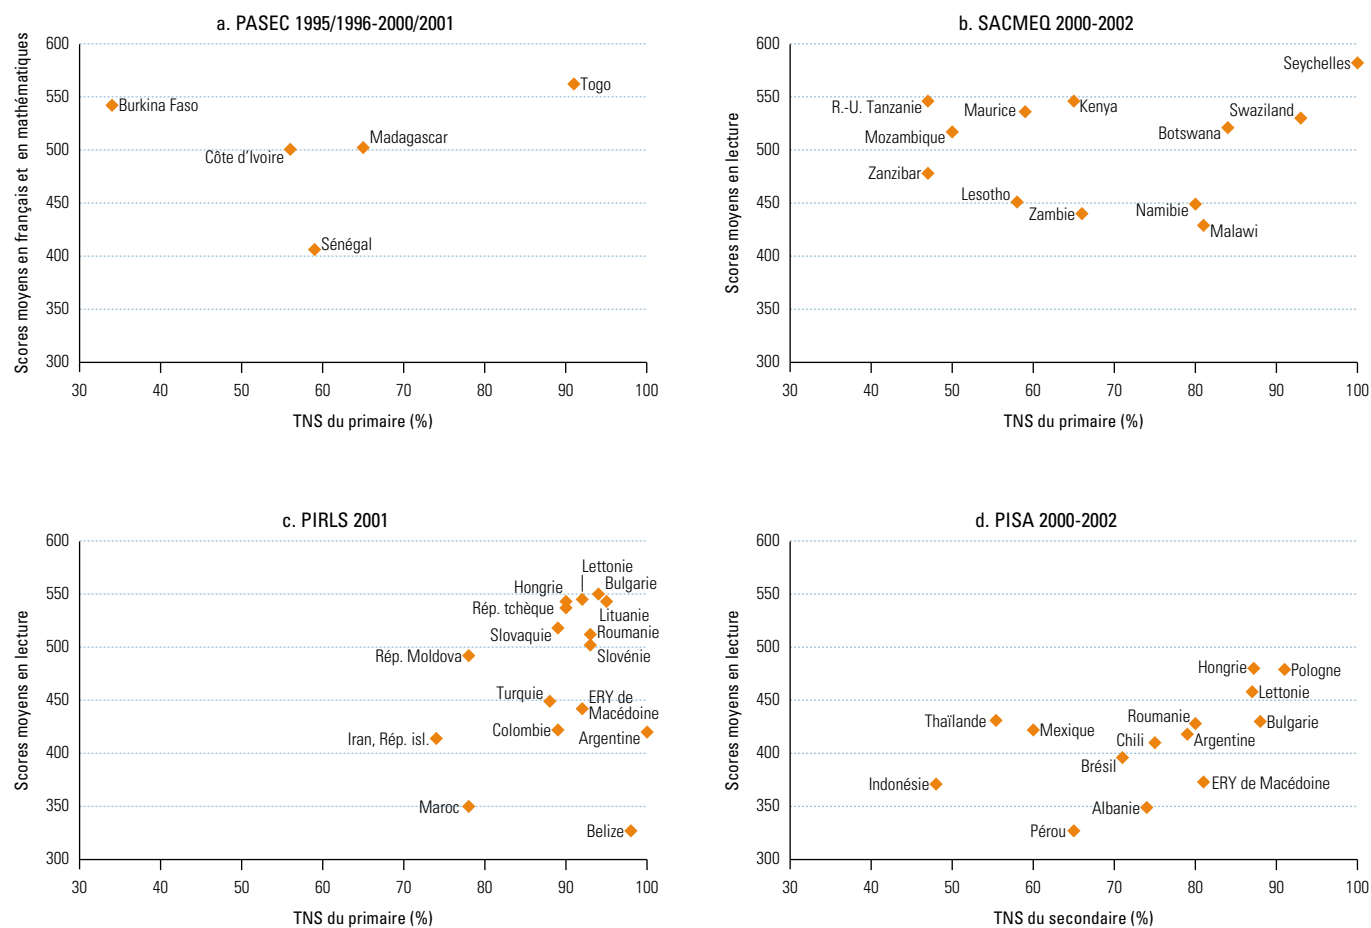 a. PASEC 1995/1996-2000/2001
Scores moyens en français et en mathématiques
600
550
500
450
400
350
300
Togo
Burkina Faso
Madagascar
Côte d'Ivoire
Sénégal
30 40 50 60 70 80 90 100
TNS du primaire (%)
b. SACMEQ 2000-2002
Scores moyens en lecture
600
550
500
450
400
350
300
Seychelles
R.-U. Tanzanie
Maurice
Kenya
Swaziland
Mozambique
Botswana
Zanzibar
Lesotho
Zambie
Namibie
Malawi
30 40 50 60 70 80 90 100
TNS du primaire (%)
c. PIRLS 2001
Scores moyens en lecture
600
550
500
450
400
350
300
Lettonie
Hongrie
Bulgarie
Rép. tchèque
Lituanie
Slovaquie
Roumanie
Rép. Moldova
Slovénie
Turquie
ERY de
Macédoine
Colombie
Iran, Rép. isl.
Argentine
Maroc
Belize
30 40 50 60 70 80 90 100
TNS du primaire (%)
d. PISA 2000-2002
Scores moyens en lecture
600
550
500
450
400
350
300
Hongrie
Pologne
Lettonie
Thaïlande
Roumanie
Bulgarie
Mexique
Chili
Argentine
Brésil
Indonésie
ERY de Macédoine
Albanie
Pérou
30 40 50 60 70 80 90 100
TNS du secondaire (%)